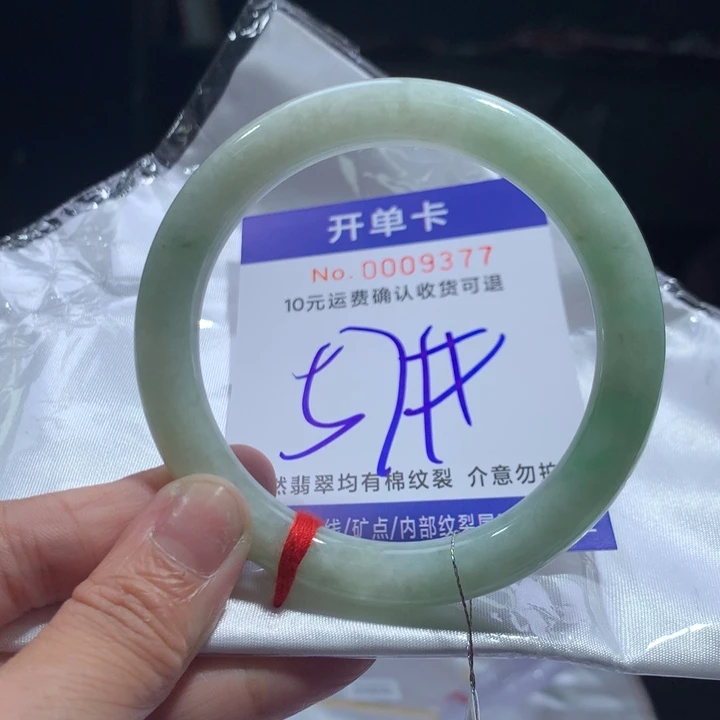 开单卡
No. 0009377
10元运费确认收货可退
57#
然翡翠均有棉纹裂 介意勿拍
线/矿点/内部纹裂属